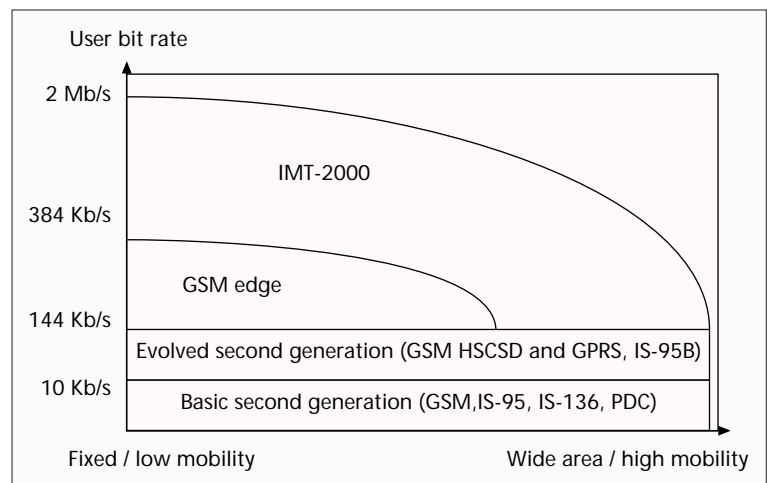 User bit rate
2 Mb/s
IMT-2000
384 Kb/s
GSM edge
144 Kb/s
Evolved second generation (GSM HSCSD and GPRS, IS-95B)
10 Kb/s
Basic second generation (GSM,IS-95, IS-136, PDC)
Fixed / low mobility
Wide area / high mobility